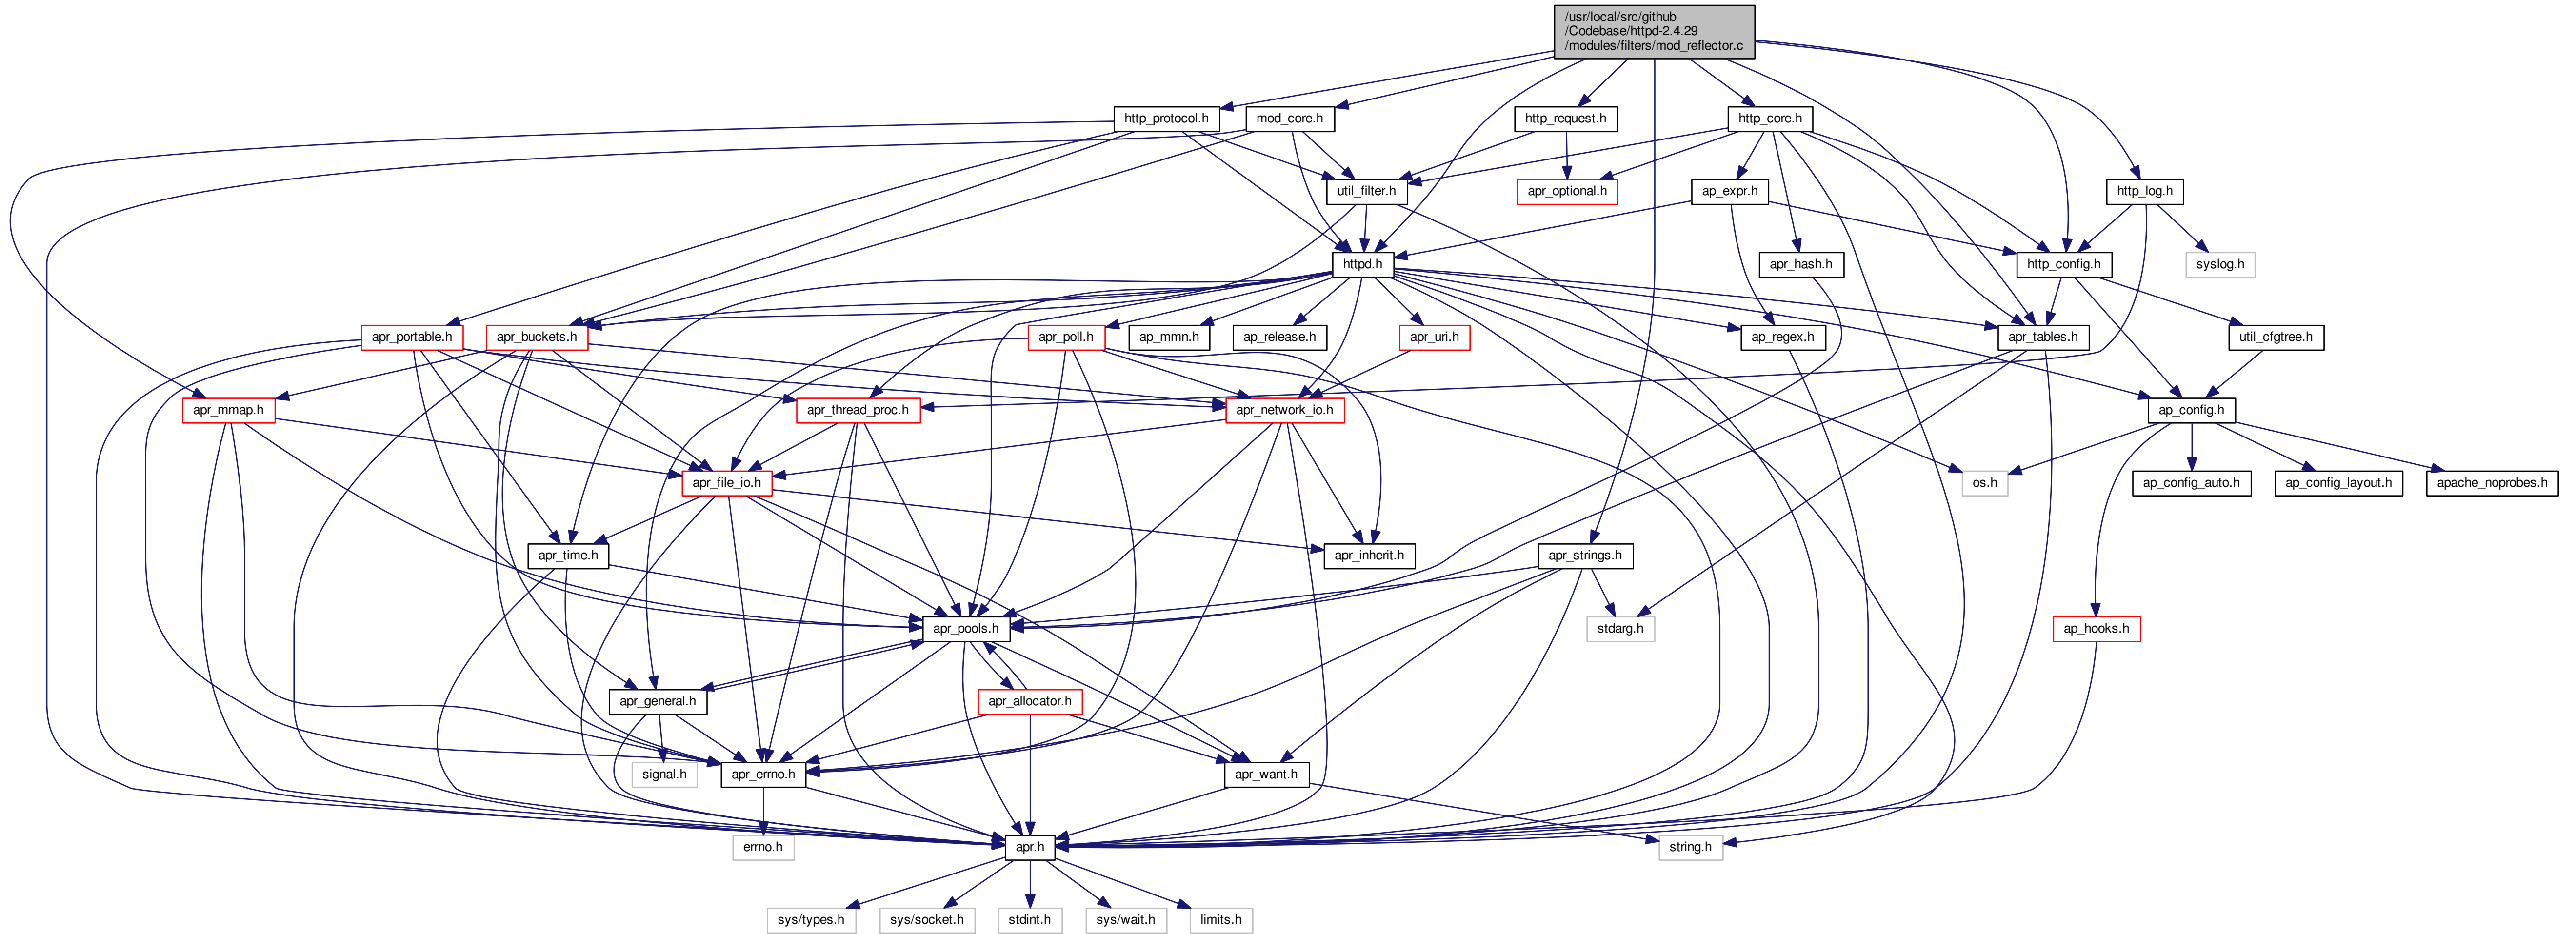 /usr/local/src/github
/Codebase/httpd-2.4.29
/modules/filters/mod_reflector.c
http_protocol.h
mod_core.h
http_request.h
http_core.h
util_filter.h
apr_optional.h
ap_expr.h
http_log.h
httpd.h
apr_hash.h
http_config.h
syslog.h
apr_portable.h
apr_buckets.h
apr_poll.h
ap_mmn.h
ap_release.h
apr_uri.h
ap_regex.h
apr_tables.h
util_cfgtree.h
apr_mmap.h
apr_thread_proc.h
apr_network_io.h
ap_config.h
apr_file_io.h
os.h
ap_config_auto.h
ap_config_layout.h
apache_noprobes.h
apr_time.h
apr_inherit.h
apr_strings.h
apr_pools.h
stdarg.h
ap_hooks.h
apr_general.h
apr_allocator.h
signal.h
apr_errno.h
apr_want.h
errno.h
apr.h
string.h
sys/types.h
sys/socket.h
stdint.h
sys/wait.h
limits.h